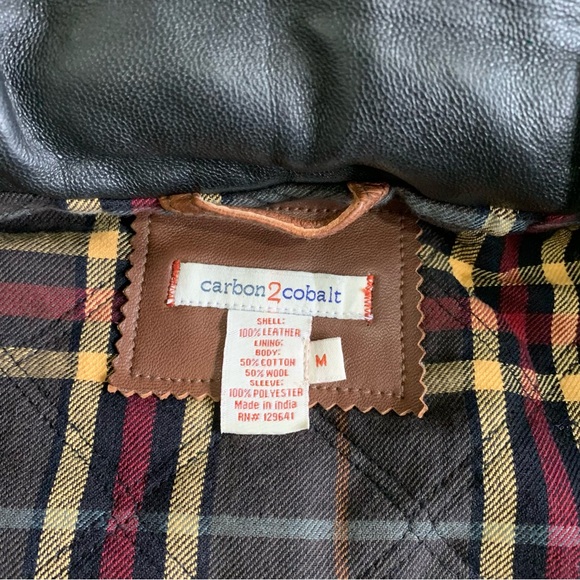 carbon2cobalt
SHELL:
100% LEATHER
LINING:
BODY:
50% COTTON
50% WOOL
SLEEVE:
100% POLYESTER
Made in India
RN# 129641
M